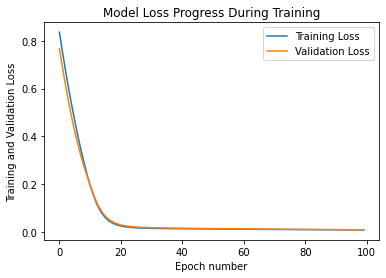 Model Loss Progress During Training
Training Loss
Validation Loss
Training and Validation Loss
0.8
0.6
0.4
0.2
0.0
0 20 40 60 80 100
Epoch number